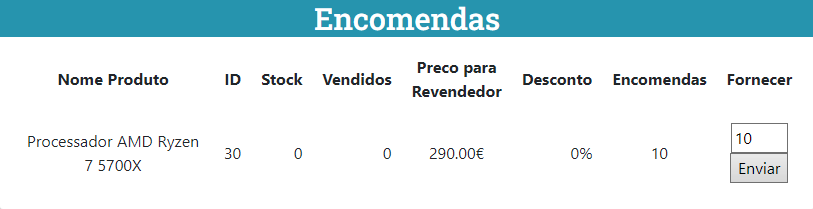 Encomendas
Nome Produto ID Stock Vendidos Preco para Revendedor Desconto Encomendas Fornecer
Processador AMD Ryzen 7 5700X 30 0 0 290.00€ 0% 10 10
Enviar